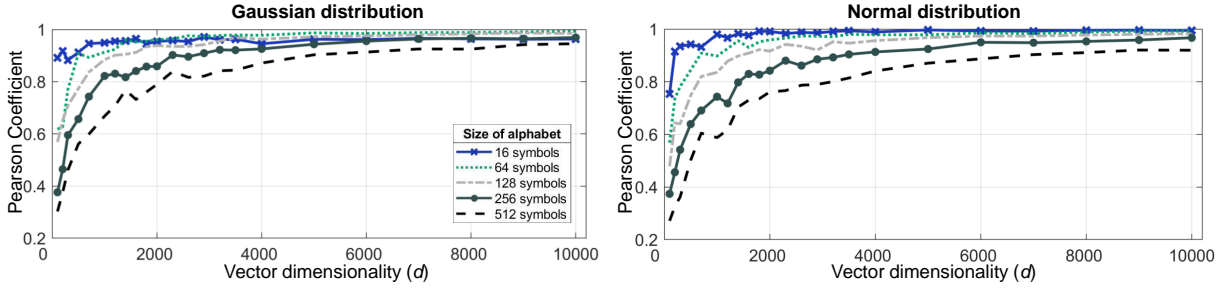 Gaussian distribution
Pearson Coefficient
1
0.8
0.6
0.4
0.2
Size of alphabet
16 symbols
64 symbols
128 symbols
256 symbols
512 symbols
0 2000 4000 6000 8000 10000
Vector dimensionality (d)
Normal distribution
Pearson Coefficient
1
0.8
0.6
0.4
0.2
0 2000 4000 6000 8000 10000
Vector dimensionality (d)